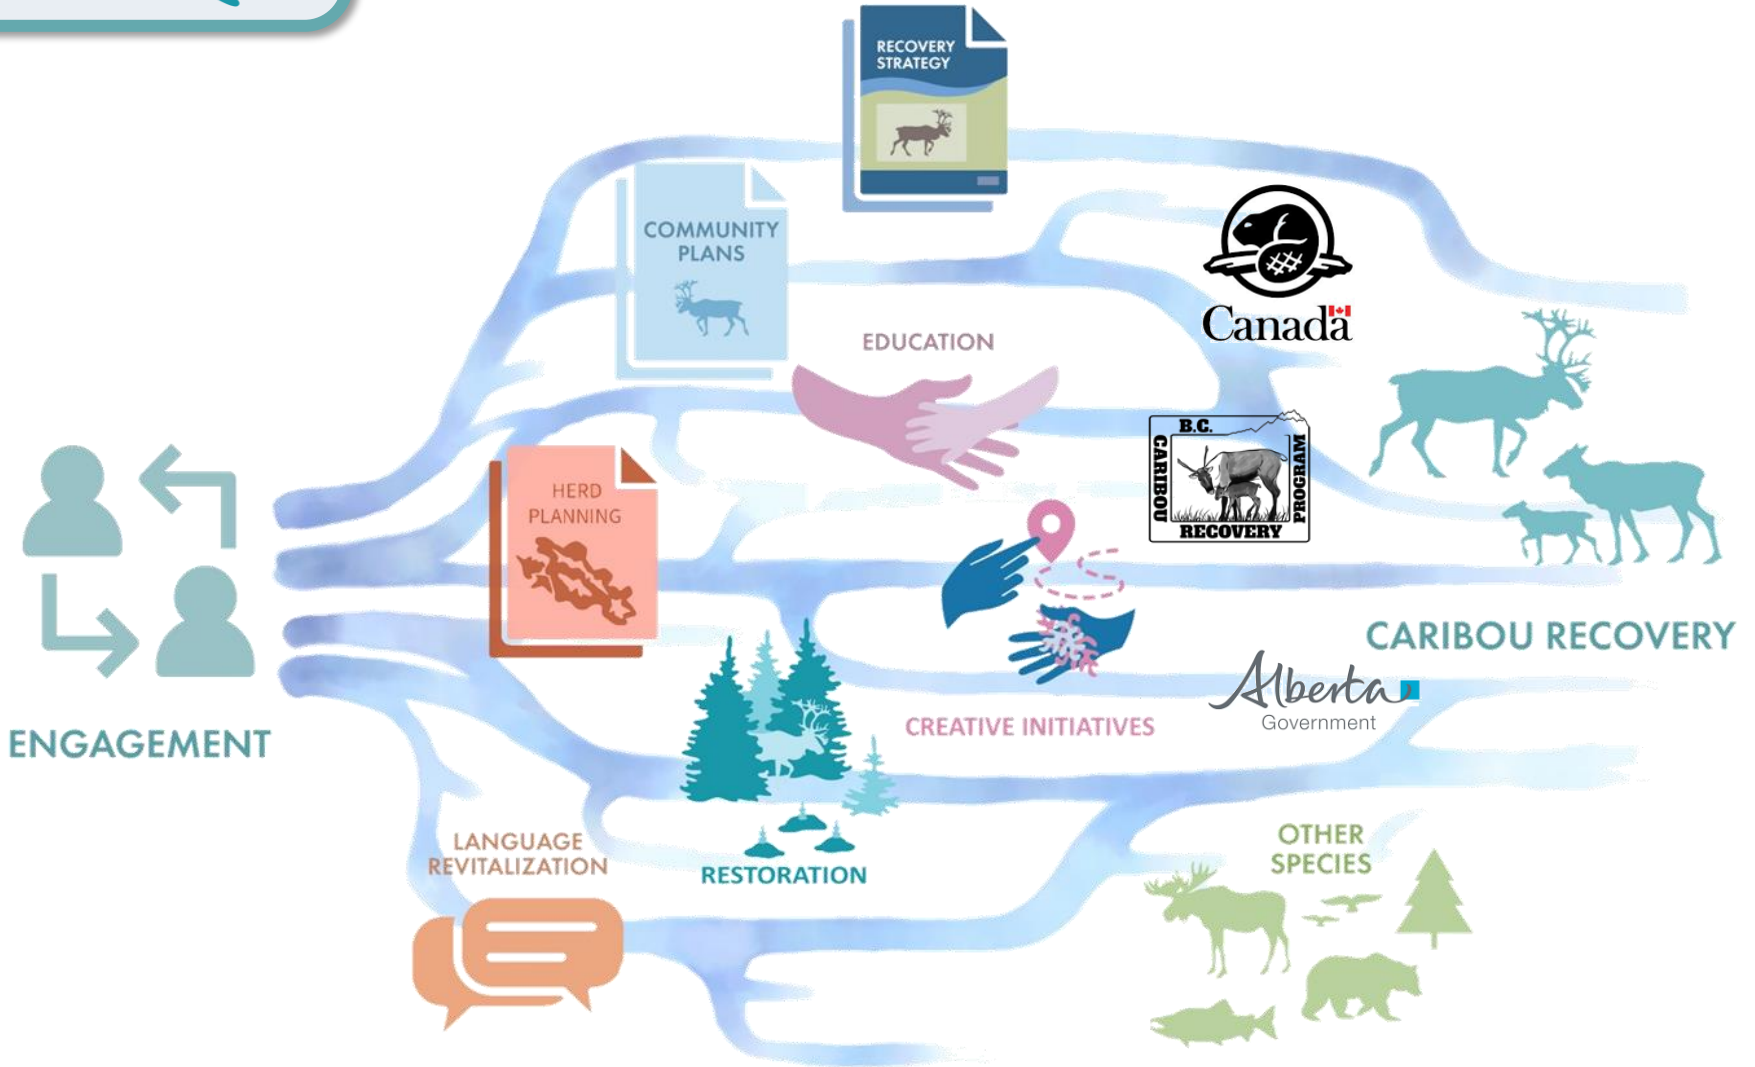 RECOVERY
STRATEGY
COMMUNITY
PLANS
Canada
EDUCATION
B.C.
CARIBOU
PROGRAM
RECOVERY
HERD
PLANNING
CARIBOU RECOVERY
Alberta
Government
CREATIVE INITIATIVES
ENGAGEMENT
LANGUAGE
REVITALIZATION
RESTORATION
OTHER
SPECIES